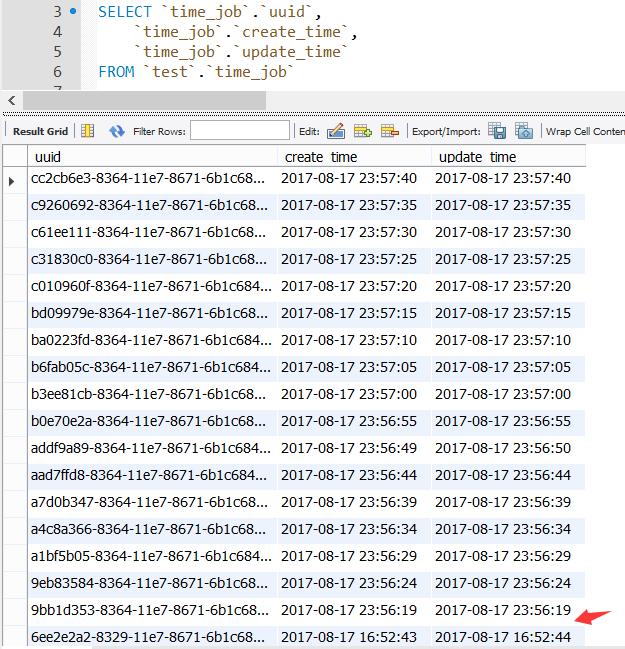 3 SELECT `time_job`.`uuid`,
4 `time_job`.`create_time`,
5 `time_job`.`update_time`
6 FROM `test`.`time_job`
Result Grid Filter Rows: Edit: Export/Import: Wrap Cell Conten
uuid create_time update_time
cc2cb6e3-8364-11e7-8671-6b1c68... 2017-08-17 23:57:40 2017-08-17 23:57:40
c9260692-8364-11e7-8671-6b1c68... 2017-08-17 23:57:35 2017-08-17 23:57:35
c61ee111-8364-11e7-8671-6b1c68... 2017-08-17 23:57:30 2017-08-17 23:57:30
c31830c0-8364-11e7-8671-6b1c68... 2017-08-17 23:57:25 2017-08-17 23:57:25
c010960f-8364-11e7-8671-6b1c684... 2017-08-17 23:57:20 2017-08-17 23:57:20
bd09979e-8364-11e7-8671-6b1c68... 2017-08-17 23:57:15 2017-08-17 23:57:15
ba0223fd-8364-11e7-8671-6b1c684... 2017-08-17 23:57:10 2017-08-17 23:57:10
b6fab05c-8364-11e7-8671-6b1c684... 2017-08-17 23:57:05 2017-08-17 23:57:05
b3ee81cb-8364-11e7-8671-6b1c68... 2017-08-17 23:57:00 2017-08-17 23:57:00
b0e70e2a-8364-11e7-8671-6b1c68... 2017-08-17 23:56:55 2017-08-17 23:56:55
addf9a89-8364-11e7-8671-6b1c684... 2017-08-17 23:56:49 2017-08-17 23:56:50
aad7ffd8-8364-11e7-8671-6b1c684... 2017-08-17 23:56:44 2017-08-17 23:56:44
a7d0b347-8364-11e7-8671-6b1c68... 2017-08-17 23:56:39 2017-08-17 23:56:39
a4c8a366-8364-11e7-8671-6b1c68... 2017-08-17 23:56:34 2017-08-17 23:56:34
a1bf5b05-8364-11e7-8671-6b1c684... 2017-08-17 23:56:29 2017-08-17 23:56:29
9eb83584-8364-11e7-8671-6b1c68... 2017-08-17 23:56:24 2017-08-17 23:56:24
9bb1d353-8364-11e7-8671-6b1c68... 2017-08-17 23:56:19 2017-08-17 23:56:19
6ee2e2a2-8329-11e7-8671-6b1c68... 2017-08-17 16:52:43 2017-08-17 16:52:44